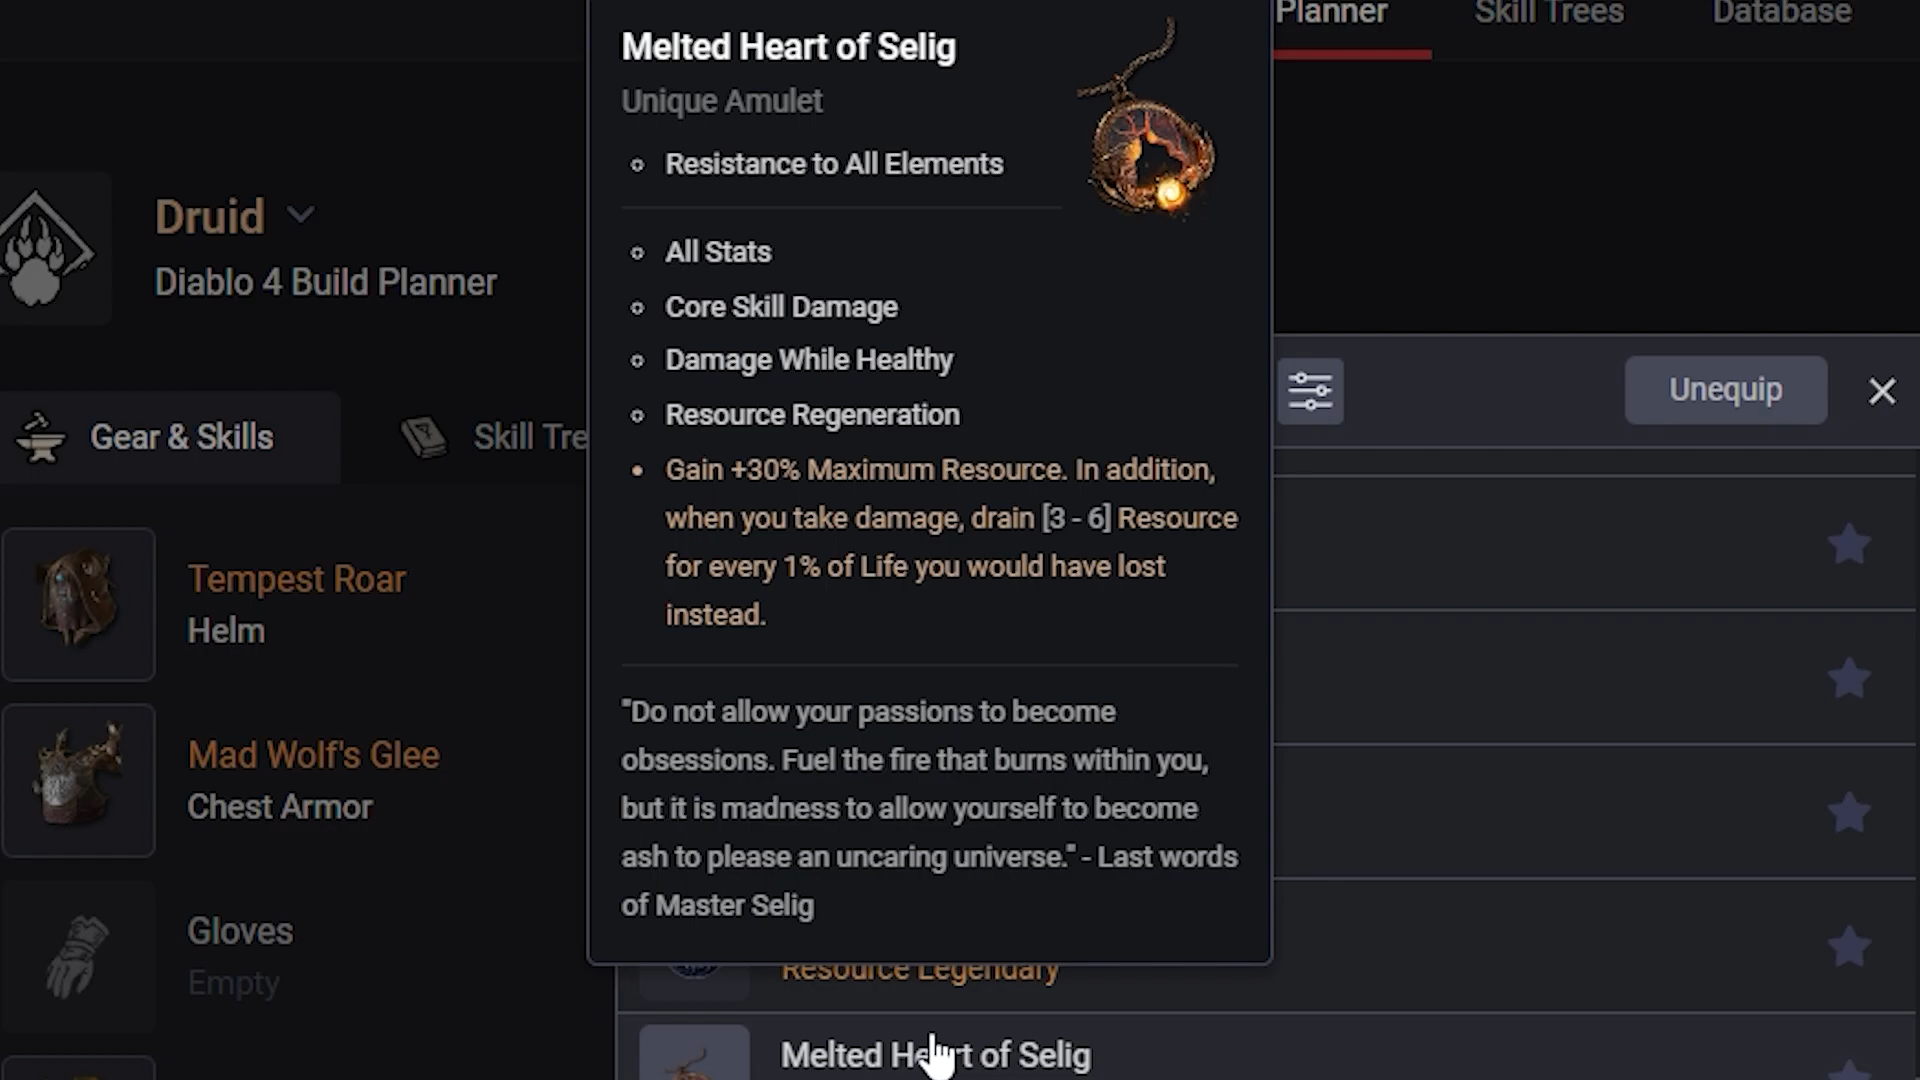 Planner
Skill Trees
Database
Melted Heart of Selig
Unique Amulet
Resistance to All Elements
Druid
Diablo 4 Build Planner
All Stats
Core Skill Damage
Damage While Healthy
Resource Regeneration
Gain +30% Maximum Resource. In addition,
when you take damage, drain [3 - 6] Resource
for every 1% of Life you would have lost
instead.
Unequip
Gear & Skills
Skill Tre
Tempest Roar
Helm
Mad Wolf's Glee
Chest Armor
Gloves
Empty
"Do not allow your passions to become
obsessions. Fuel the fire that burns within you,
but it is madness to allow yourself to become
ash to please an uncaring universe." - Last words
of Master Selig
Resource Legendary
Melted Heart of Selig